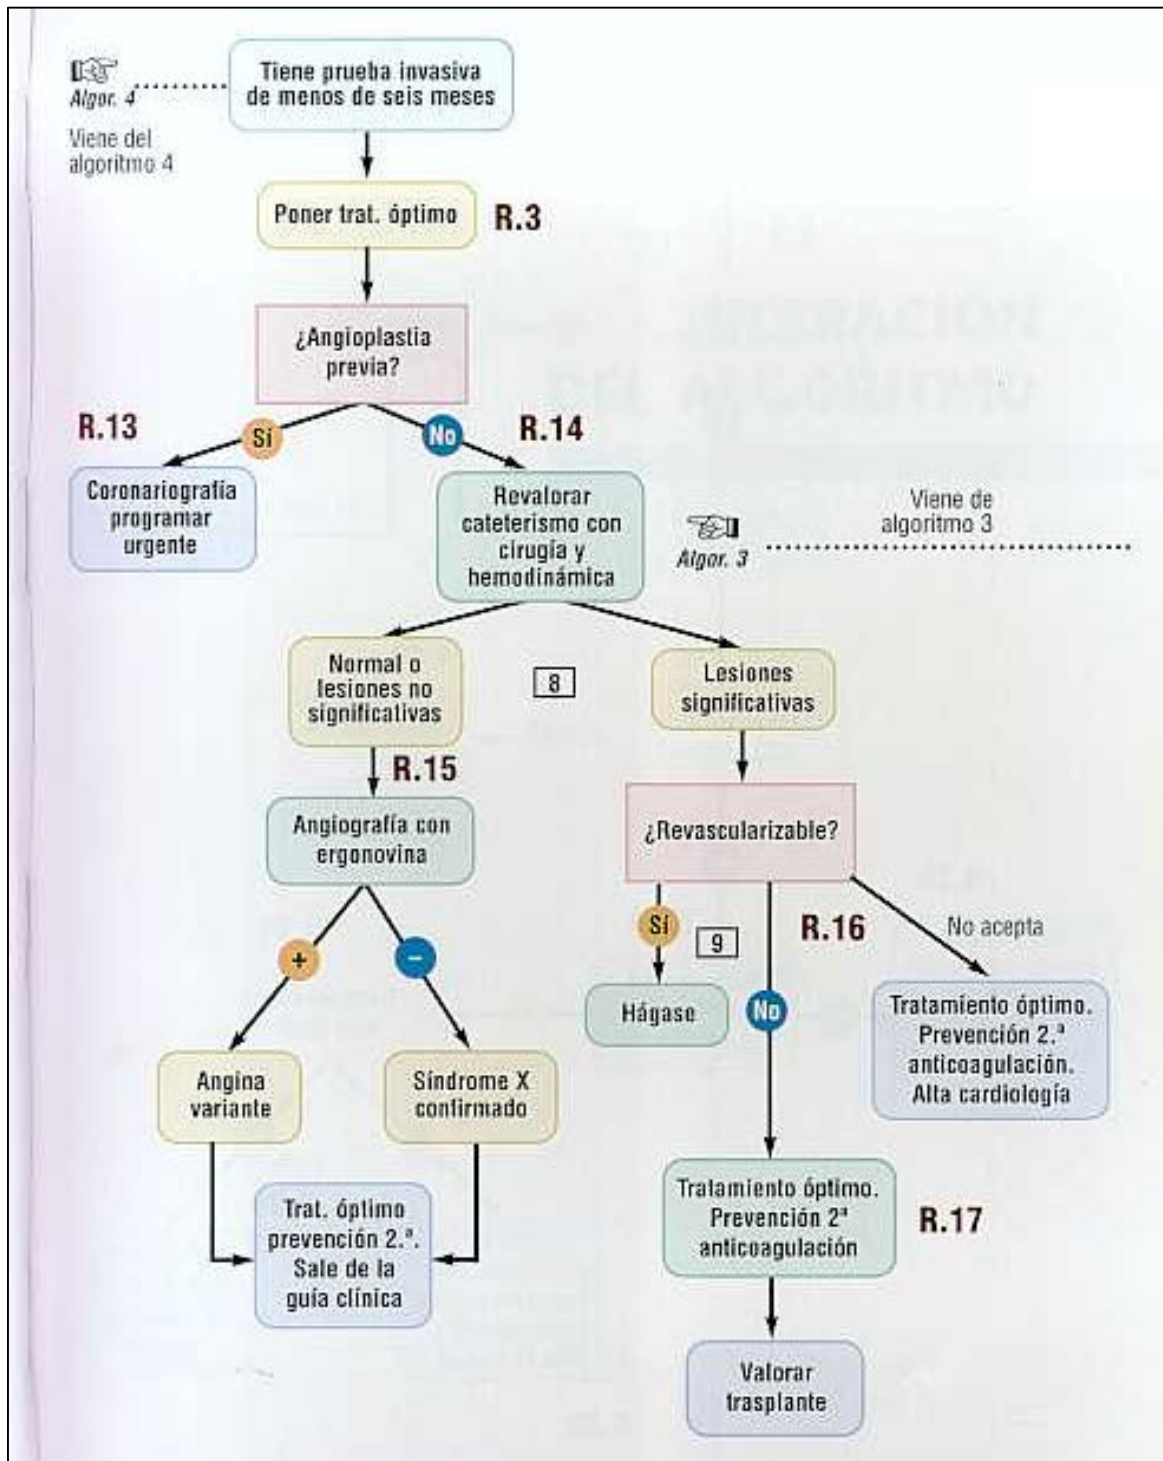 Tiene prueba invasiva
de menos de seis meses
Algor. 4
Viene del
algoritmo 4
Poner trat. óptimo
R.3
¿Angioplastia
previa?
R.13
Sí
No
R.14
Coronariografía
programar
urgente
Revalorar
cateterismo con
cirugía y
hemodinámica
Algor. 3
Viene de
algoritmo 3
Normal o
lesiones no
significativas
8
Lesiones
significativas
R.15
Angiografía con
ergonovina
¿Revascularizable?
+
−
Sí
9
R.16
No acepta
Hágase
No
Tratamiento óptimo.
Prevención 2.ª
anticoagulación.
Alta cardiología
Angina
variante
Síndrome X
confirmado
Trat. óptimo
prevención 2.ª.
Sale de la
guía clínica
Tratamiento óptimo.
Prevención 2ª
anticoagulación
R.17
Valorar
trasplante